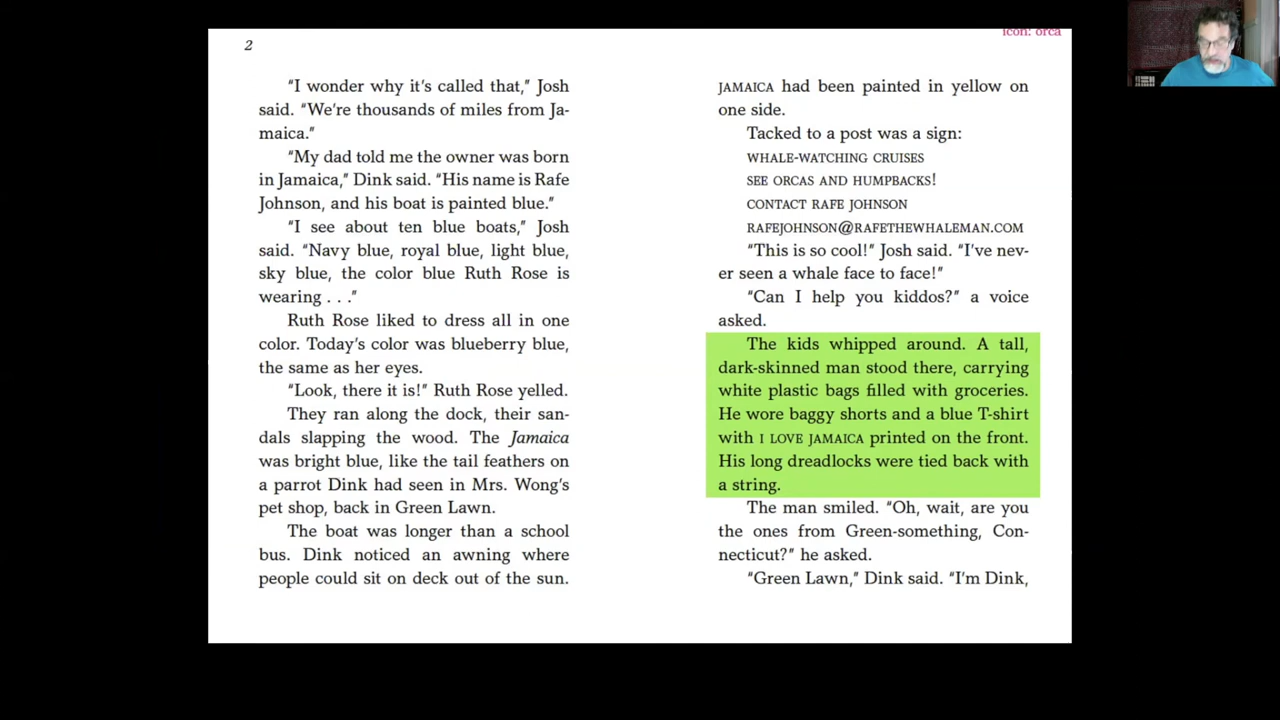 icon: orca
2
“I wonder why it’s called that,” Josh
said. “We’re thousands of miles from Ja-
maica.”
“My dad told me the owner was born
in Jamaica,” Dink said. “His name is Rafe
Johnson, and his boat is painted blue.”
“I see about ten blue boats,” Josh
said. “Navy blue, royal blue, light blue,
sky blue, the color blue Ruth Rose is
wearing . . .”
Ruth Rose liked to dress all in one
color. Today’s color was blueberry blue,
the same as her eyes.
“Look, there it is!” Ruth Rose yelled.
They ran along the dock, their san-
dals slapping the wood. The Jamaica
was bright blue, like the tail feathers on
a parrot Dink had seen in Mrs. Wong’s
pet shop, back in Green Lawn.
The boat was longer than a school
bus. Dink noticed an awning where
people could sit on deck out of the sun.
JAMAICA had been painted in yellow on
one side.
Tacked to a post was a sign:
WHALE-WATCHING CRUISES
SEE ORCAS AND HUMPBACKS!
CONTACT RAFE JOHNSON
RAFEJOHNSON@RAFETHEWHALEMAN.COM
“This is so cool!” Josh said. “I’ve nev-
er seen a whale face to face!”
“Can I help you kiddos?” a voice
asked.
The kids whipped around. A tall,
dark-skinned man stood there, carrying
white plastic bags filled with groceries.
He wore baggy shorts and a blue T-shirt
with I LOVE JAMAICA printed on the front.
His long dreadlocks were tied back with
a string.
The man smiled. “Oh, wait, are you
the ones from Green-something, Con-
necticut?” he asked.
“Green Lawn,” Dink said. “I’m Dink,